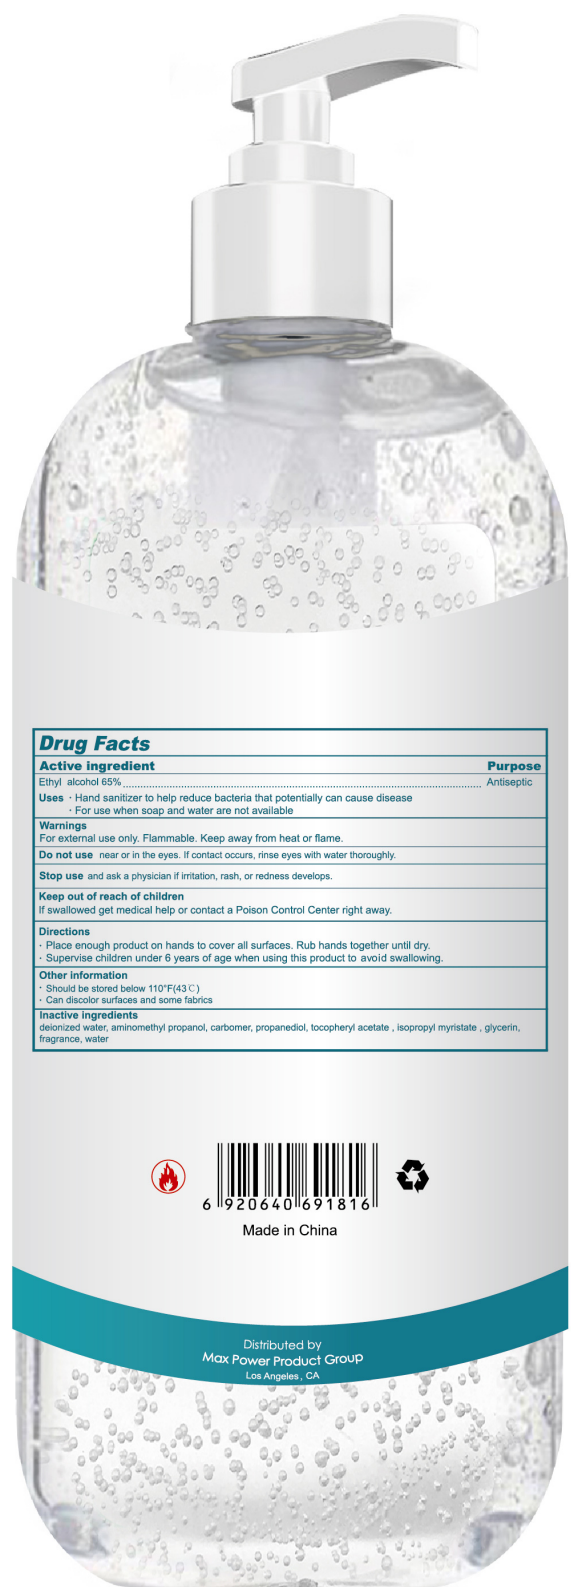 Drug Facts
Active ingredient Purpose
Ethyl alcohol 65%........................................................................................................ Antiseptic
Uses · Hand sanitizer to help reduce bacteria that potentially can cause disease
· For use when soap and water are not available
Warnings
For external use only. Flammable. Keep away from heat or flame.
Do not use near or in the eyes. If contact occurs, rinse eyes with water thoroughly.
Stop use and ask a physician if irritation, rash, or redness develops.
Keep out of reach of children
If swallowed get medical help or contact a Poison Control Center right away.
Directions
· Place enough product on hands to cover all surfaces. Rub hands together until dry.
· Supervise children under 6 years of age when using this product to avoid swallowing.
Other information
· Should be stored below 110°F(43℃)
· Can discolor surfaces and some fabrics
Inactive ingredients
deionized water, aminomethyl propanol, carbomer, propanediol, tocopheryl acetate , isopropyl myristate , glycerin,
fragrance, water
6 920640 691816
Made in China
Distributed by
Max Power Product Group
Los Angeles , CA